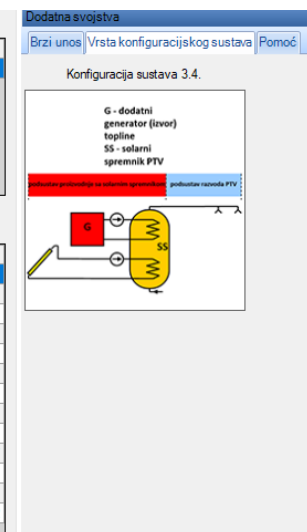 Dodatna svojstva
Brzi unos Vrsta konfiguracijskog sustava Pomoć
Konfiguracija sustava 3.4.
G - dodatni
generator (izvor)
topline
SS - solarni
spremnik PTV
podsustav proizvodnje sa solarnim spremnikom podsustav razvoda PTV
G
SS